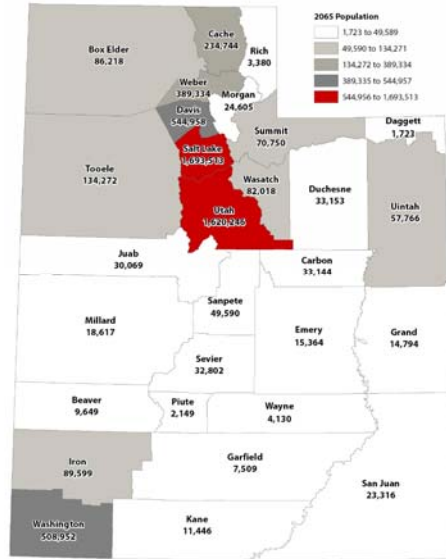 2065 Population
1,723 to 49,589
49,590 to 134,271
134,272 to 389,334
389,335 to 544,957
544,956 to 1,693,513
Cache
234,744
Rich
3,380
Box Elder
86,218
Weber
389,334
Morgan
24,605
Davis
544,958
Daggett
1,723
Summit
70,750
Salt Lake
1,693,513
Tooele
134,272
Wasatch
82,018
Duchesne
33,153
Uintah
57,766
Utah
1,620,246
Juab
30,069
Carbon
33,144
Sanpete
49,590
Millard
18,617
Emery
15,364
Grand
14,794
Sevier
32,802
Beaver
9,649
Piute
2,149
Wayne
4,130
Iron
89,599
Garfield
7,509
San Juan
23,316
Washington
508,952
Kane
11,446